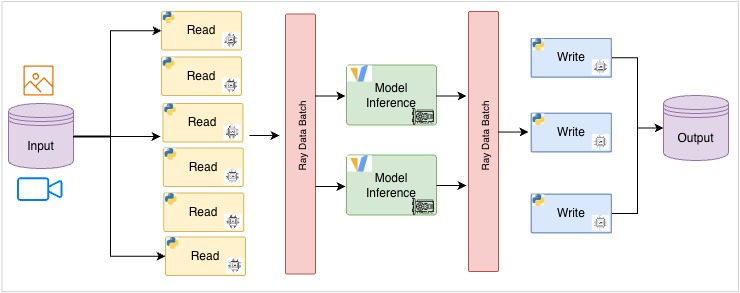 Input
Read
Read
Read
Read
Read
Read
Ray Data Batch
Model
Inference
Model
Inference
Ray Data Batch
Write
Write
Write
Output